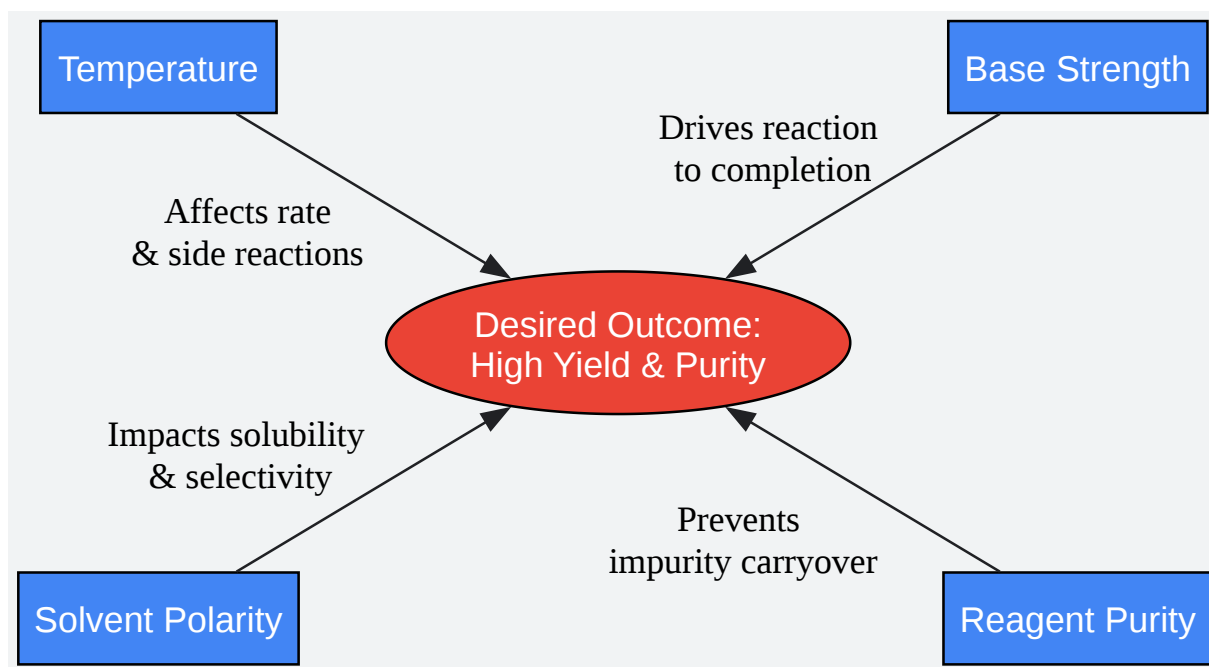 Temperature
Base Strength
Drives reaction
to completion
Affects rate
& side reactions
Desired Outcome:
High Yield & Purity
Impacts solubility
& selectivity
Prevents
impurity carryover
Solvent Polarity
Reagent Purity